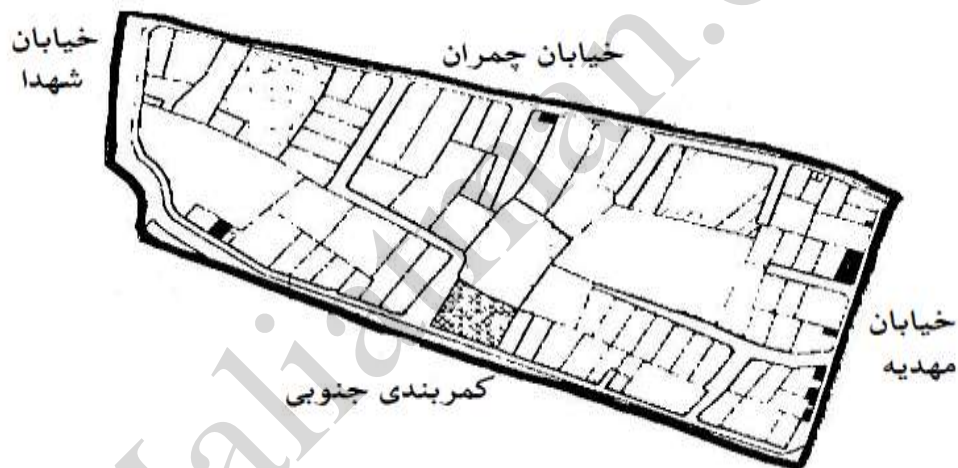 خیابان
شهدا
خیابان چمران
خیابان
مهدیه
کمربندی جنوبی